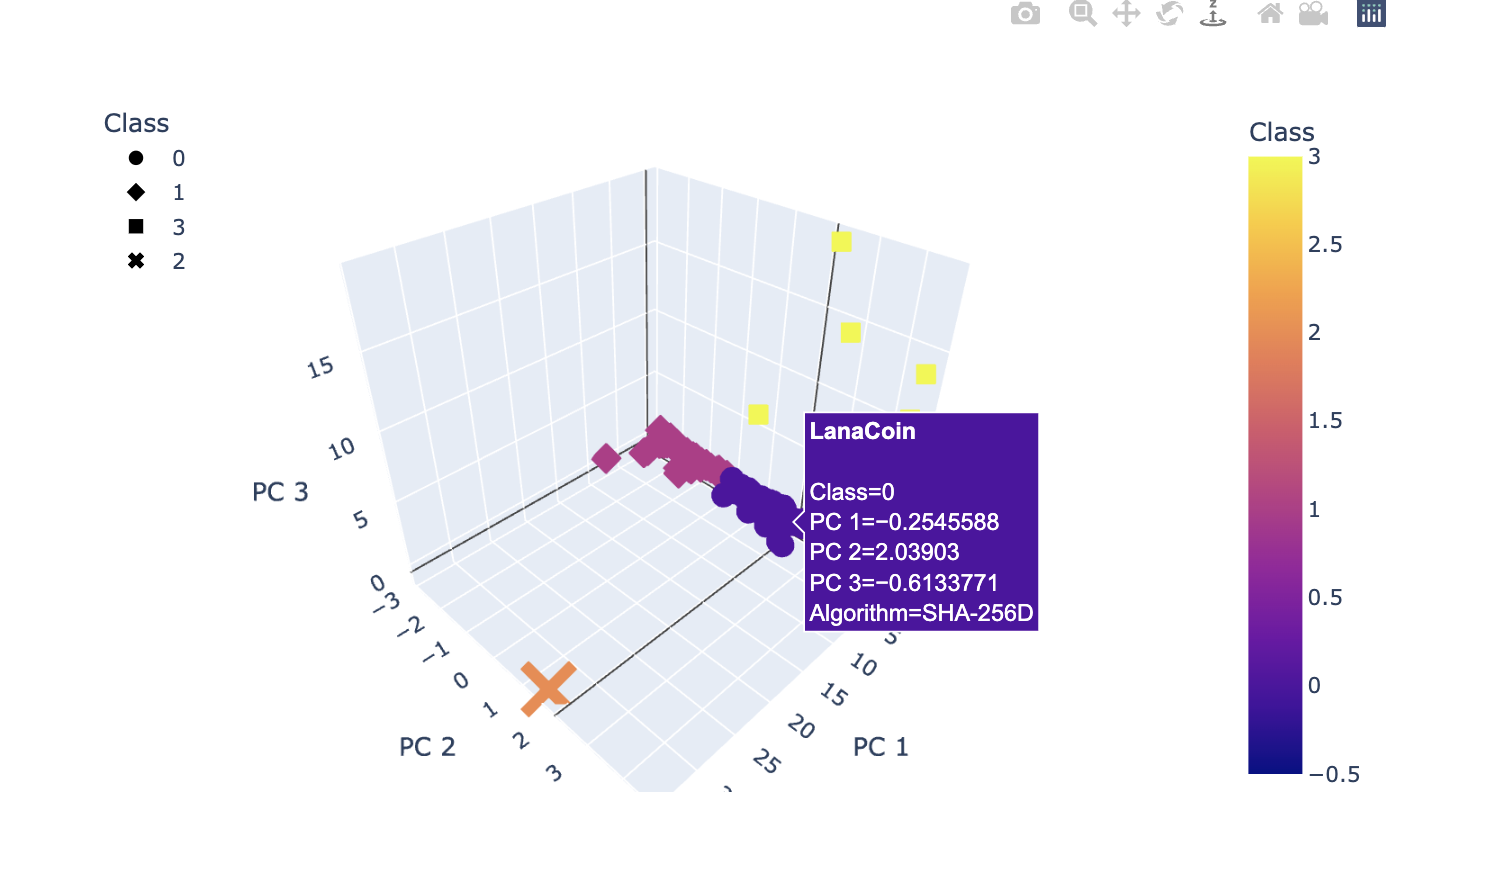 Z
Class
0
1
3
2
Class
3
2.5
2
1.5
1
0.5
0
−0.5
15
10
5
0
PC 3
−3
−2
−1
0
1
2
3
PC 2
LanaCoin
Class=0
PC 1=−0.2545588
PC 2=2.03903
PC 3=−0.6133771
Algorithm=SHA-256D
10
15
20
25
PC 1